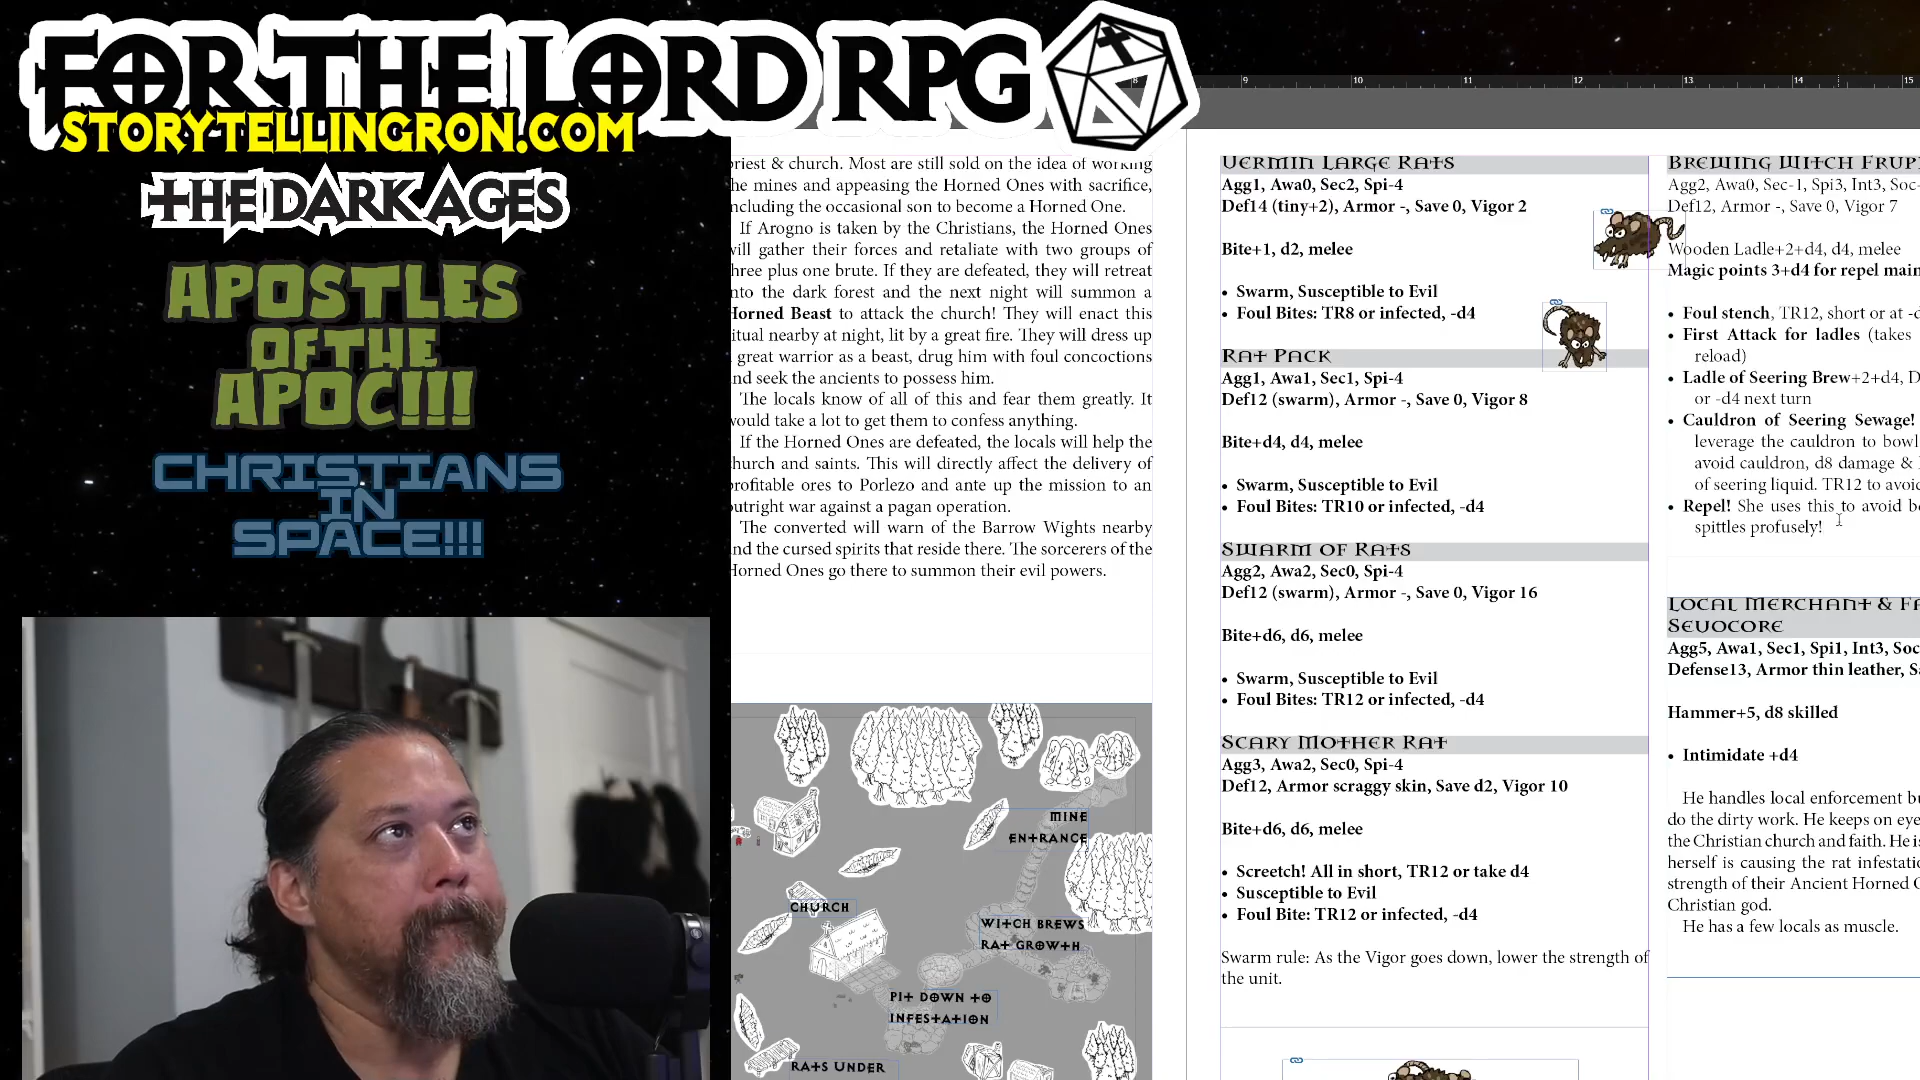 FOR THE LORD RPG
STORYTELLINGRON.COM
THE DARK AGES
APOSTLES
OF THE
APOC!!!
CHRISTIANS
IN
SPACE!!!
8 9 10 11 12 13 14 15
priest & church. Most are still sold on the idea of working
he mines and appeasing the Horned Ones with sacrifice,
ncluding the occasional son to become a Horned One.
If Arogno is taken by the Christians, the Horned Ones
will gather their forces and retaliate with two groups of
hree plus one brute. If they are defeated, they will retreat
nto the dark forest and the next night will summon a
Horned Beast to attack the church! They will enact this
itual nearby at night, lit by a great fire. They will dress up
great warrior as a beast, drug him with foul concoctions
nd seek the ancients to possess him.
The locals know of all of this and fear them greatly. It
would take a lot to get them to confess anything.
If the Horned Ones are defeated, the locals will help the
church and saints. This will directly affect the delivery of
profitable ores to Porlezo and ante up the mission to an
outright war against a pagan operation.
The converted will warn of the Barrow Wights nearby
nd the cursed spirits that reside there. The sorcerers of the
Horned Ones go there to summon their evil powers.
MINE
ENTRANCE
CHURCH
WITCH BREWS
RAT GROWTH
PIT DOWN TO
INFESTATION
RATS UNDER
VERMIN LARGE RATS
Agg1, Awa0, Sec2, Spi-4
Def14 (tiny+2), Armor -, Save 0, Vigor 2
Bite+1, d2, melee
• Swarm, Susceptible to Evil
• Foul Bites: TR8 or infected, -d4
RAT PACK
Agg1, Awa1, Sec1, Spi-4
Def12 (swarm), Armor -, Save 0, Vigor 8
Bite+d4, d4, melee
• Swarm, Susceptible to Evil
• Foul Bites: TR10 or infected, -d4
SWARM OF RATS
Agg2, Awa2, Sec0, Spi-4
Def12 (swarm), Armor -, Save 0, Vigor 16
Bite+d6, d6, melee
• Swarm, Susceptible to Evil
• Foul Bites: TR12 or infected, -d4
SCARY MOTHER RAT
Agg3, Awa2, Sec0, Spi-4
Def12, Armor scraggy skin, Save d2, Vigor 10
Bite+d6, d6, melee
• Screetch! All in short, TR12 or take d4
• Susceptible to Evil
• Foul Bite: TR12 or infected, -d4
Swarm rule: As the Vigor goes down, lower the strength of
the unit.
BREWING WITCH FRUP
Agg2, Awa0, Sec-1, Spi3, Int3, Soc-
Def12, Armor -, Save 0, Vigor 7
Wooden Ladle+2+d4, d4, melee
Magic points 3+d4 for repel main
• Foul stench, TR12, short or at -d
• First Attack for ladles (takes
reload)
• Ladle of Seering Brew+2+d4, D
or -d4 next turn
• Cauldron of Seering Sewage!
leverage the cauldron to bowl
avoid cauldron, d8 damage &
of seering liquid. TR12 to avoid
• Repel! She uses this to avoid b
spittles profusely!
LOCAL MERCHANT & FA
SEVOCORE
Agg5, Awa1, Sec1, Spi1, Int3, Soc
Defense13, Armor thin leather, Sa
Hammer+5, d8 skilled
• Intimidate +d4
He handles local enforcement bu
do the dirty work. He keeps on eye
the Christian church and faith. He is
herself is causing the rat infestatio
strength of their Ancient Horned O
Christian god.
He has a few locals as muscle.